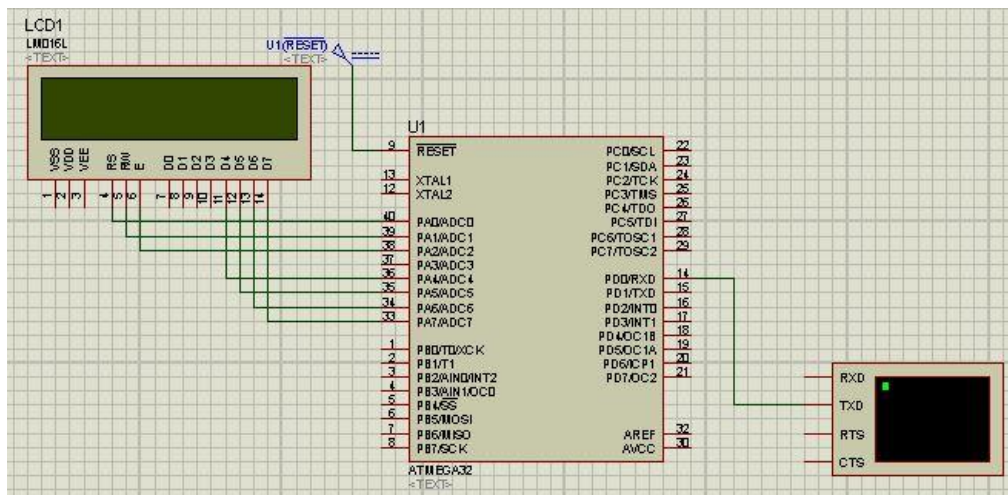 LCD1
LM016L
<TEXT>
U1(RESET)
<TEXT>
VSS
VDD
VEE
RS
RW
E
D0
D1
D2
D3
D4
D5
D6
D7
1
2
3
4
5
6
7
8
9
10
11
12
13
14
U1
9 RESET
13 XTAL1
12 XTAL2
40 PA0/ADC0
39 PA1/ADC1
38 PA2/ADC2
37 PA3/ADC3
36 PA4/ADC4
35 PA5/ADC5
34 PA6/ADC6
33 PA7/ADC7
1 PB0/T0/XCK
2 PB1/T1
3 PB2/AIN0/INT2
4 PB3/AIN1/OC0
5 PB4/SS
6 PB5/MOSI
7 PB6/MISO
8 PB7/SCK
PC0/SCL 22
PC1/SDA 23
PC2/TCK 24
PC3/TMS 25
PC4/TDO 26
PC5/TDI 27
PC6/TOSC1 28
PC7/TOSC2 29
PD0/RXD 14
PD1/TXD 15
PD2/INT0 16
PD3/INT1 17
PD4/OC1B 18
PD5/OC1A 19
PD6/ICP1 20
PD7/OC2 21
AREF 32
AVCC 30
ATMEGA32
<TEXT>
RXD
TXD
RTS
CTS